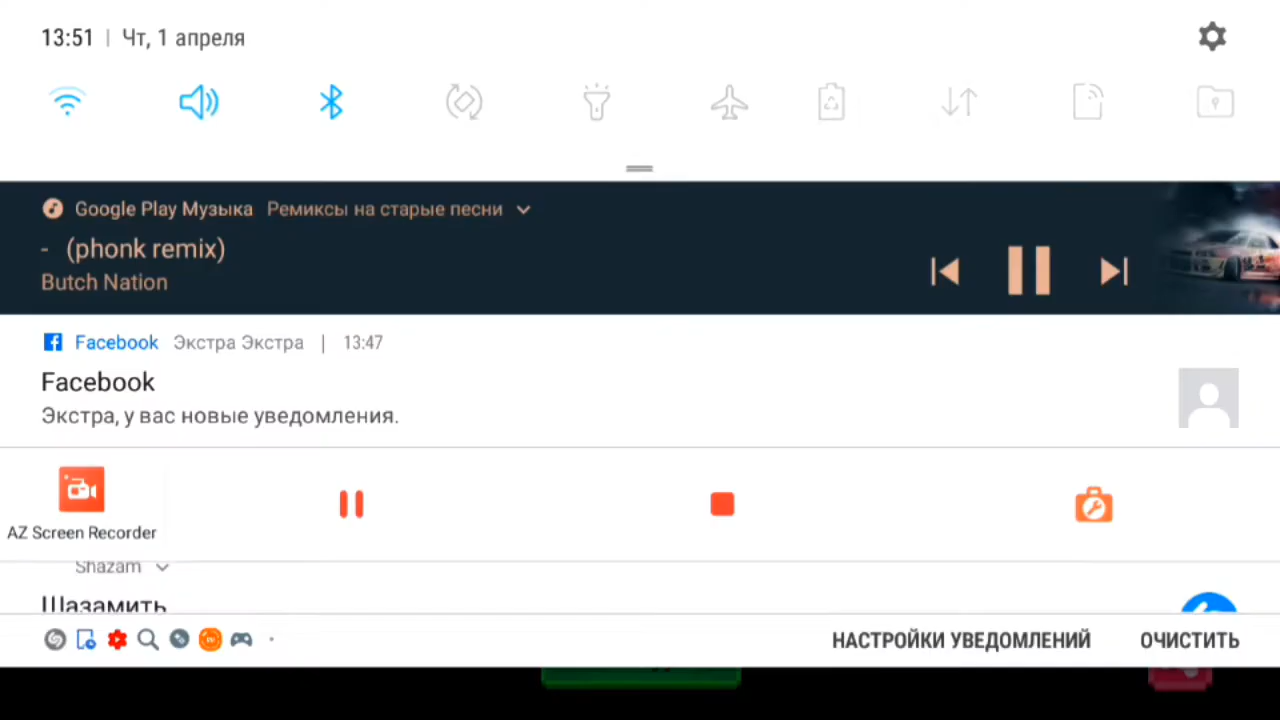 13:51 | Чт, 1 апреля
Google Play Музыка Ремиксы на старые песни
- (phonk remix)
Butch Nation
Facebook Экстра Экстра | 13:47
Facebook
Экстра, у вас новые уведомления.
AZ Screen Recorder
Shazam
Шазамить
НАСТРОЙКИ УВЕДОМЛЕНИЙ ОЧИСТИТЬ